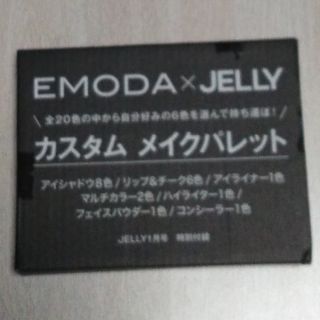 EMODA×JELLY
\ 全20色の中から自分好みの6色を選んで持ち運ぼ! /
カスタム メイクパレット
アイシャドウ8色 / リップ&チーク6色 / アイライナー1色
マルチカラー2色 / ハイライター1色 /
フェイスパウダー1色 / コンシーラー1色
JELLY1月号 特別付録